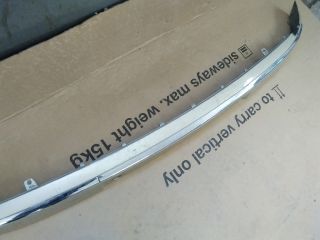 sideways max. weight 15kg
to carry vertical only